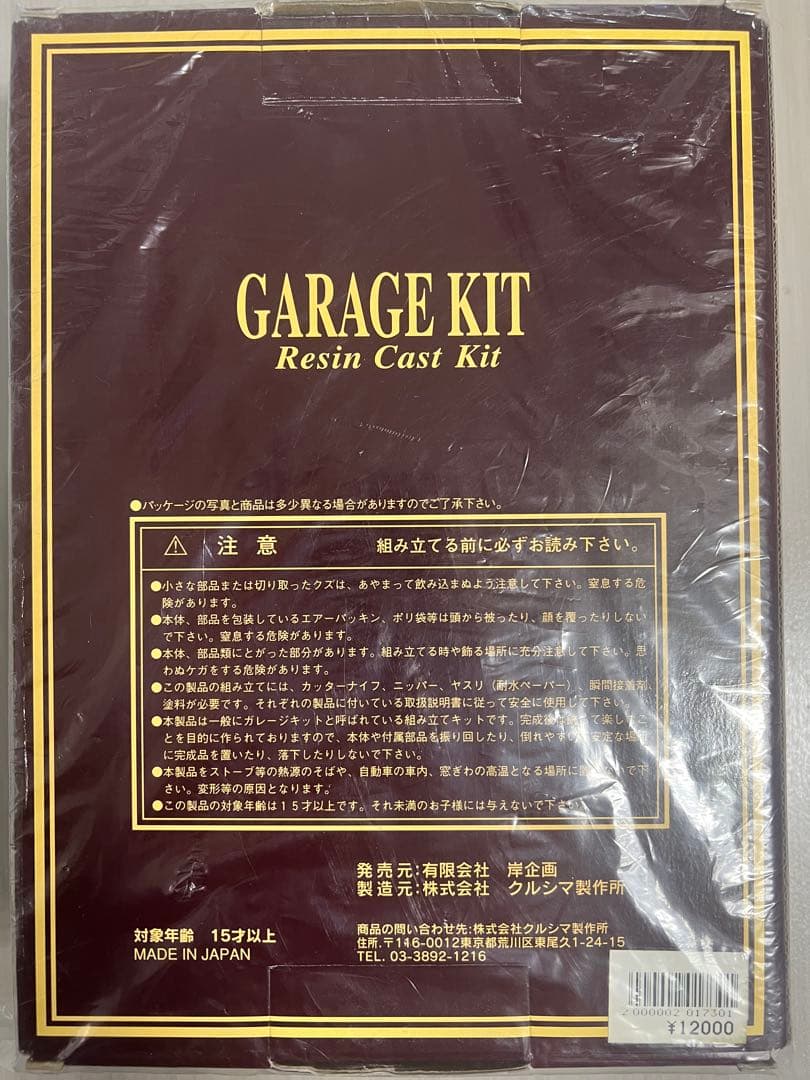 GARAGE KIT
Resin Cast Kit
●パッケージの写真と商品は多少異なる場合がありますのでご了承下さい。
⚠ 注意 組み立てる前に必ずお読み下さい。
●小さな部品または切り取ったクズは、あやまって飲み込まぬよう注意して下さい。窒息する危
険があります。
●本体、部品を包装しているエアーパッキン、ポリ袋等は頭から被ったり、顔を覆ったりしない
で下さい。窒息する危険があります。
●本体、部品類にとがった部分があります。組み立てる時や飾る場所に充分注意して下さい。思
わぬケガをする危険があります。
●この製品の組み立てには、カッターナイフ、ニッパー、ヤスリ(耐水ペーパー)、瞬間接着剤、
塗料が必要です。それぞれの製品に付いている取扱説明書に従って安全に使用して下さい。
●本製品は一般にガレージキットと呼ばれている組み立てキットです。完成後は って楽し こ
とを目的に作られておりますので、本体や付属部品を振り回したり、倒れやす 安定な場所
に完成品を置いたり、落下したりしないで下さい。
●本製品をストーブ等の熱源のそばや、自動車の車内、窓ぎわの高温となる場所に ないで下
さい。変形等の原因となります。
●この製品の対象年齢は15才以上です。それ未満のお子様には与えないで下さい
発売元:有限会社 岸企画
製造元:株式会社 クルシマ製作所
対象年齢 15才以上
MADE IN JAPAN
商品の問い合わせ先:株式会社クルシマ製作所
住所.〒116-0012東京都荒川区東尾久1-24-15
TEL. 03-3892-1216
2 000002 017301
¥12000